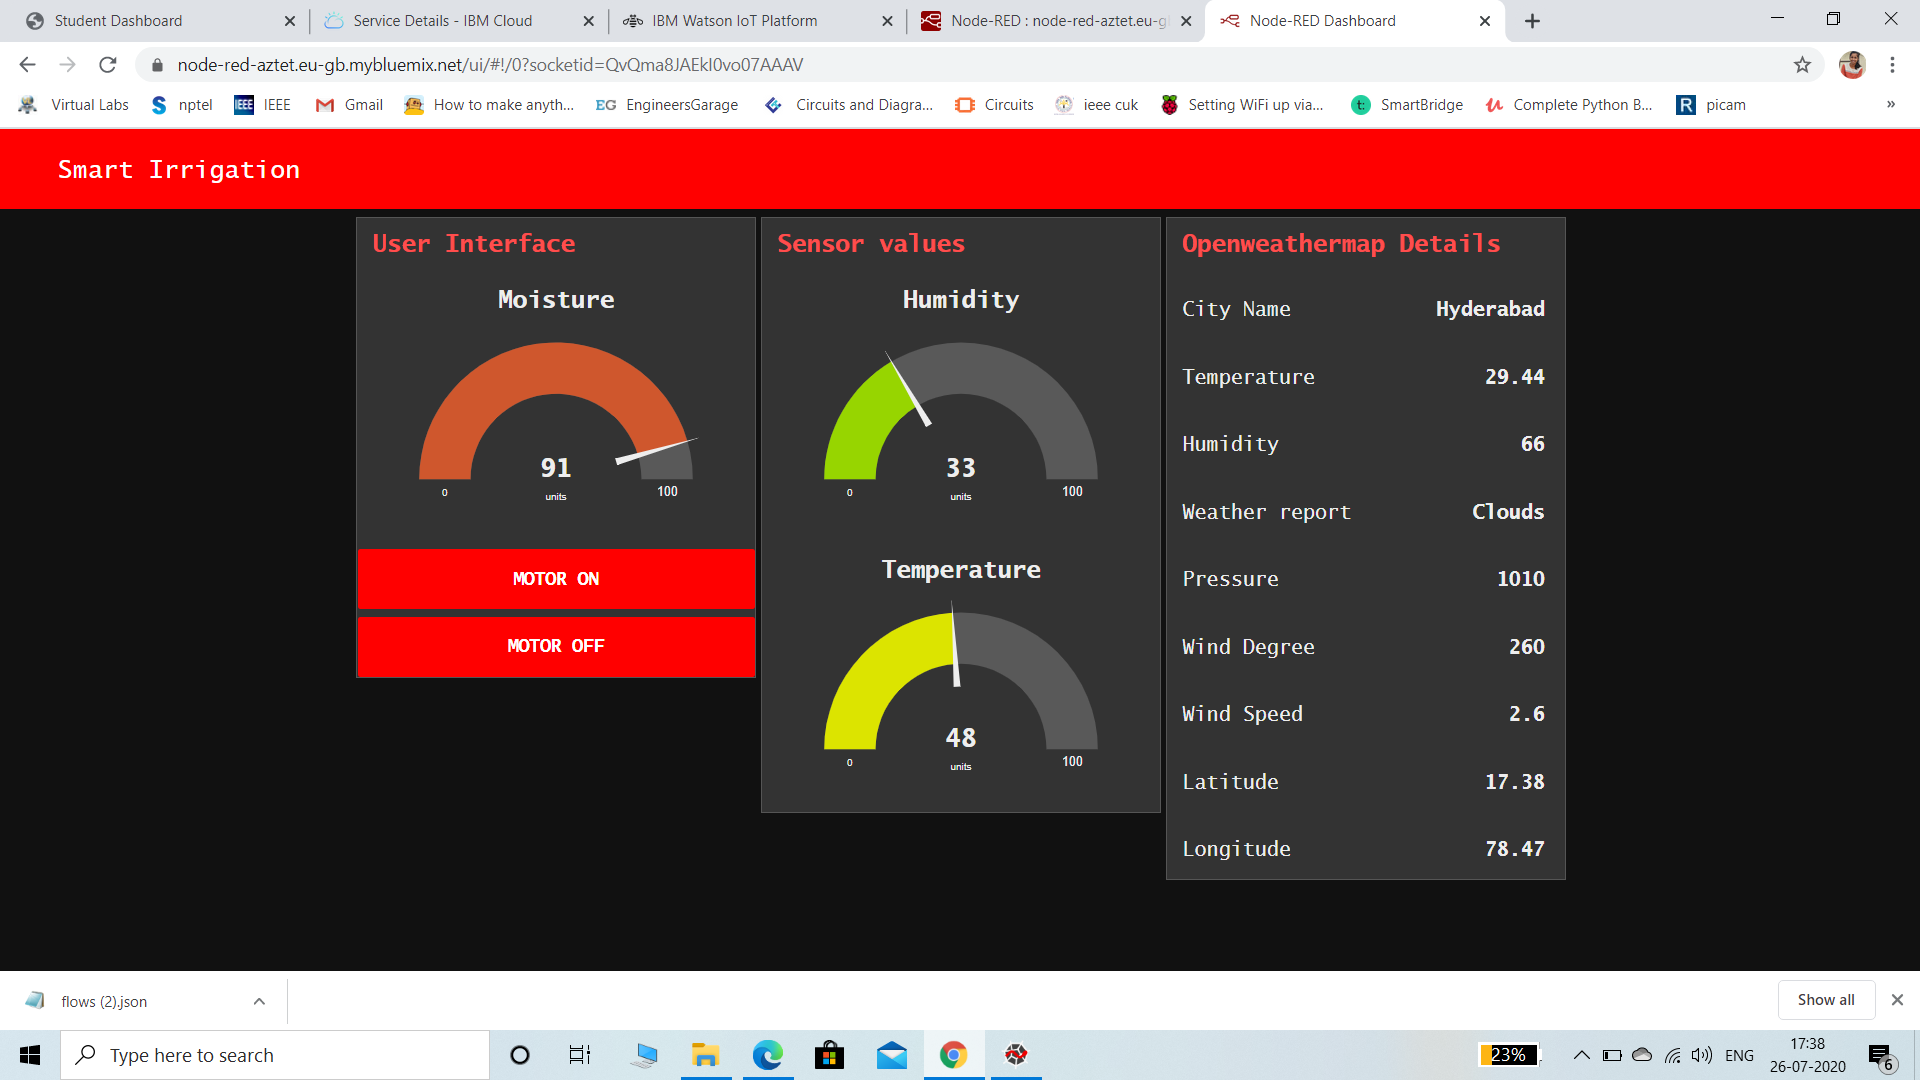 Student Dashboard
Service Details - IBM Cloud
IBM Watson IoT Platform
Node-RED : node-red-aztet.eu-g
Node-RED Dashboard
node-red-aztet.eu-gb.mybluemix.net/ui/#!/0?socketid=QvQma8JAEkI0vo07AAAV
Virtual Labs
nptel
IEEE IEEE
Gmail
How to make anyth...
EG EngineersGarage
Circuits and Diagra...
Circuits
ieee cuk
Setting WiFi up via...
t: SmartBridge
Complete Python B...
R picam
»
Smart Irrigation
User Interface
Moisture
91
units
0
100
MOTOR ON
MOTOR OFF
Sensor values
Humidity
33
units
0
100
Temperature
48
units
0
100
Openweathermap Details
City Name Hyderabad
Temperature 29.44
Humidity 66
Weather report Clouds
Pressure 1010
Wind Degree 260
Wind Speed 2.6
Latitude 17.38
Longitude 78.47
flows (2).json
Show all
Type here to search
23%
ENG
17:38
26-07-2020
6